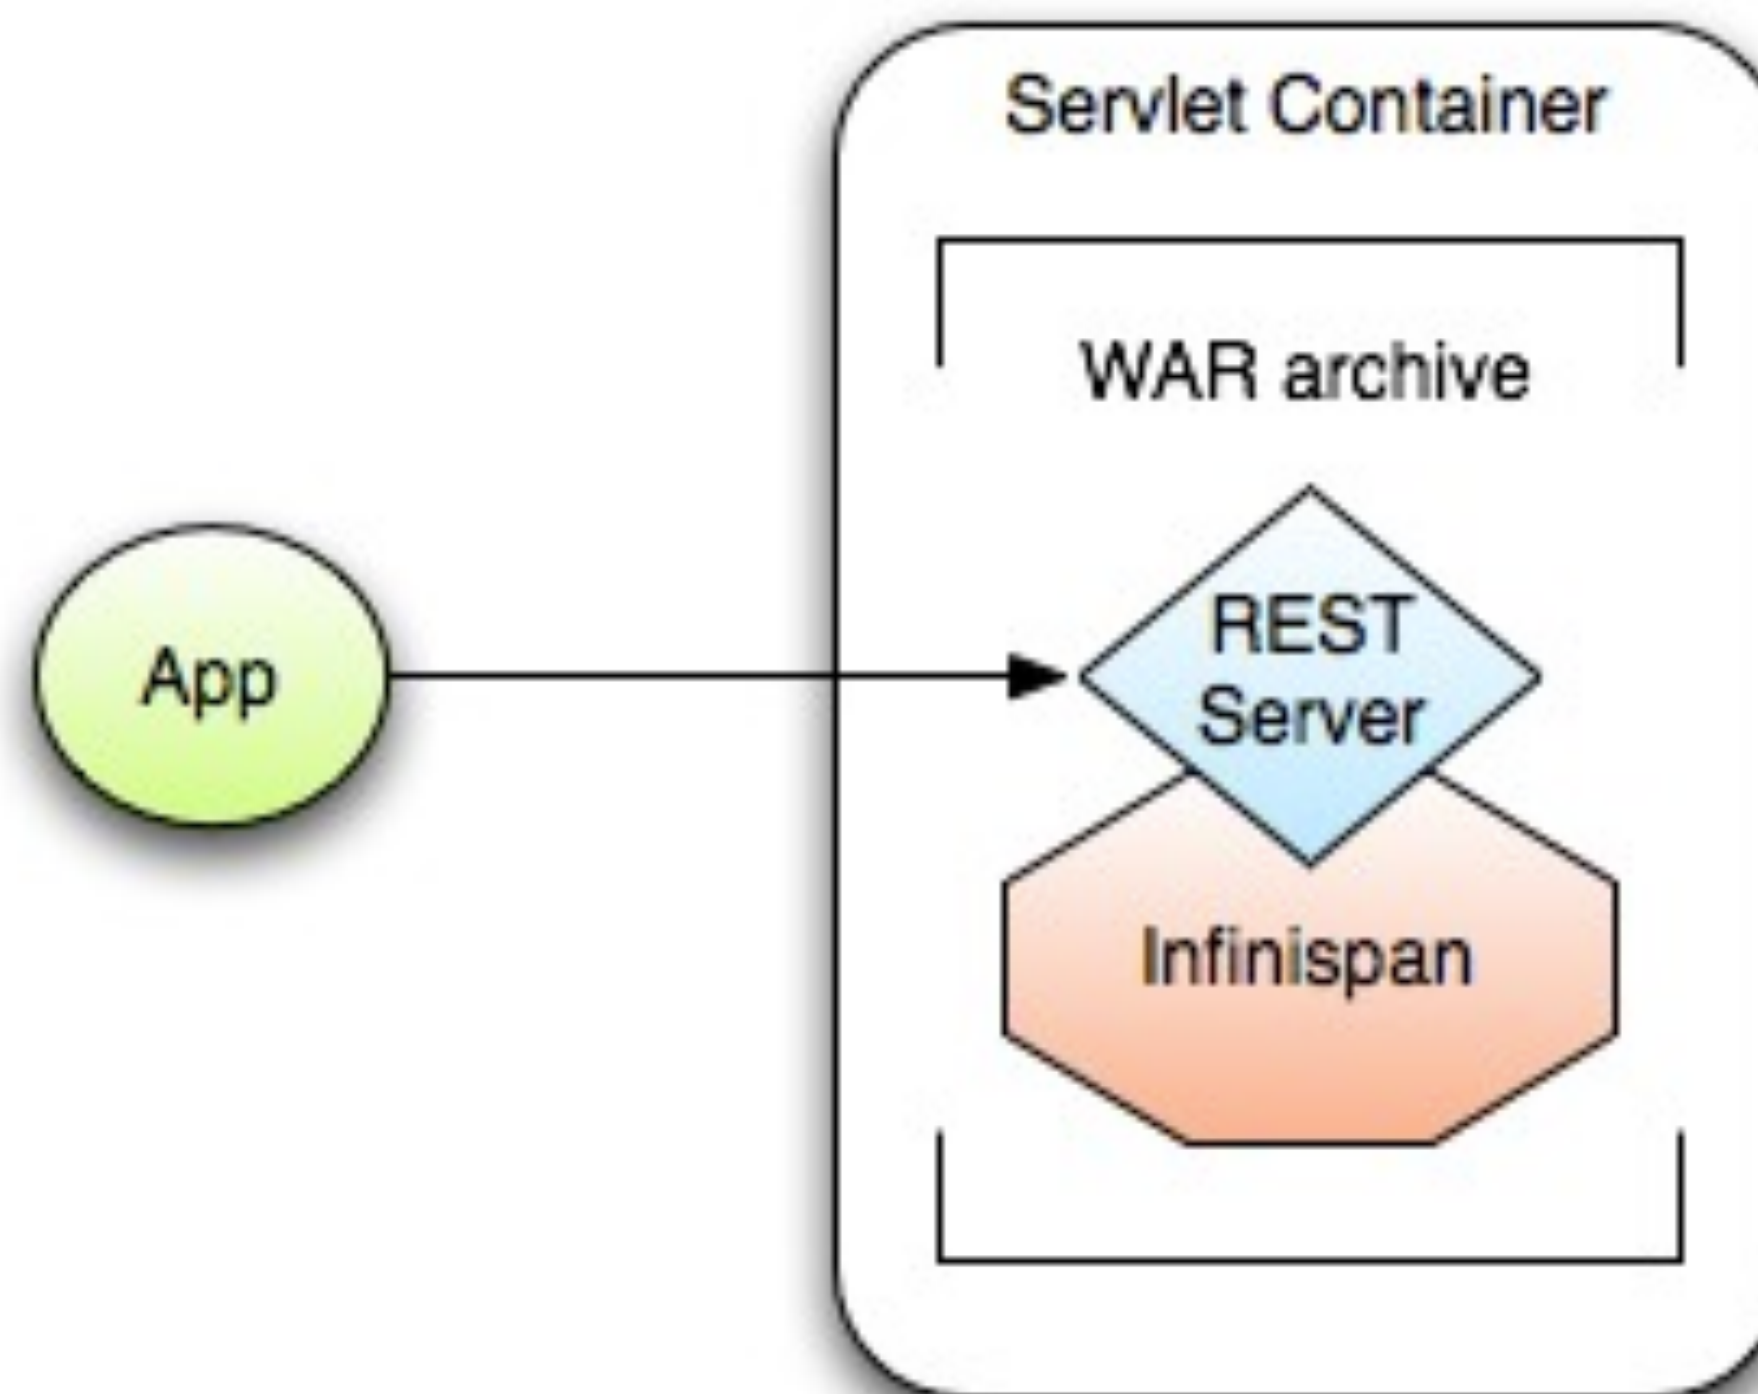 Servlet Container
WAR archive
App
REST
Server
Infinispan